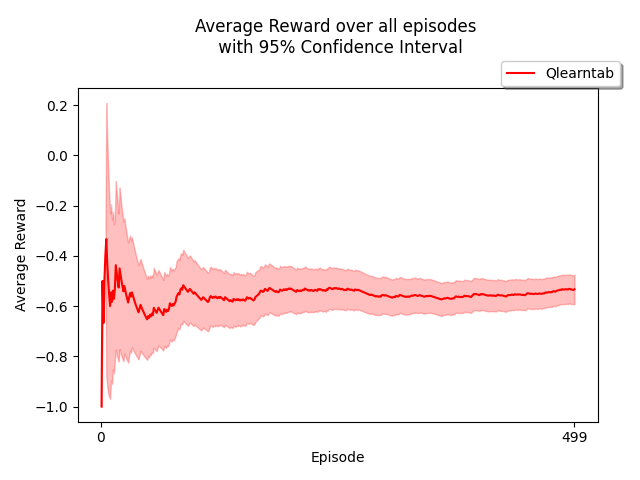 Average Reward over all episodes
with 95% Confidence Interval
Qlearntab
0.2
0.0
−0.2
−0.4
−0.6
−0.8
−1.0
Average Reward
0
499
Episode